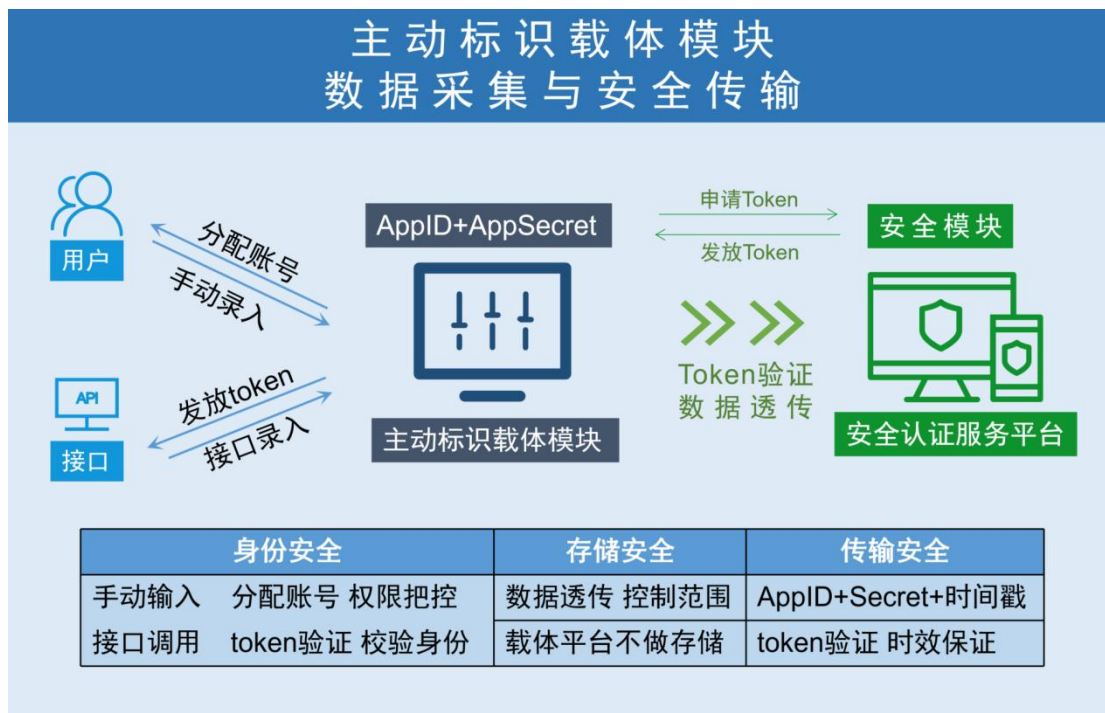 主动标识载体模块
数据采集与安全传输
用户
分配账号
手动录入
API
接口
发放token
接口录入
AppID+AppSecret
主动标识载体模块
申请Token
发放Token
Token验证
数据透传
安全模块
安全认证服务平台
身份安全 存储安全 传输安全
手动输入 分配账号 权限把控 数据透传 控制范围 AppID+Secret+时间戳
接口调用 token验证 校验身份 载体平台不做存储 token验证 时效保证